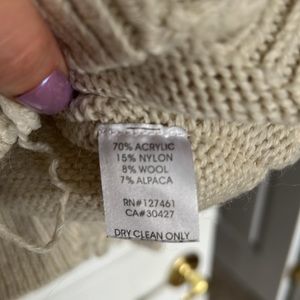 70% ACRYLIC
15% NYLON
8% WOOL
7% ALPACA
RN#127461
CA#30427
DRY CLEAN ONLY